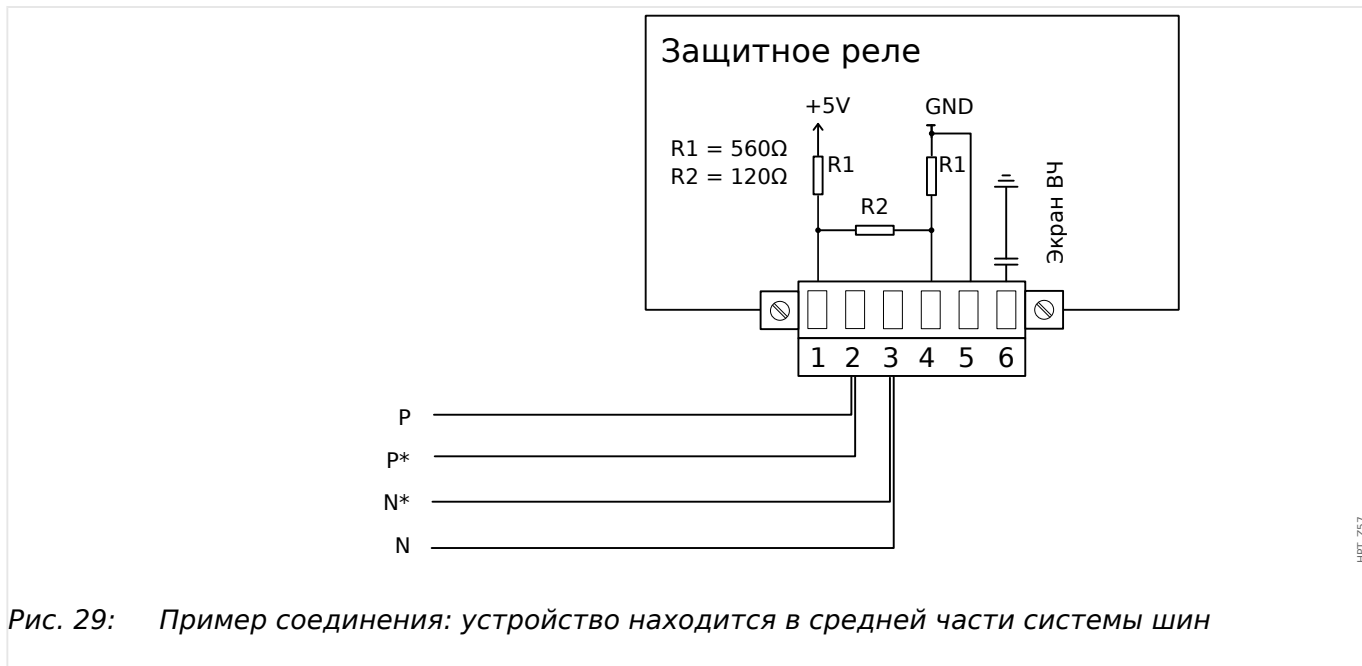 Защитное реле
+5V
GND
R1 = 560Ω
R2 = 120Ω
R1
R1
R2
Экран ВЧ
1 2 3 4 5 6
P
P*
N*
N
HPT_Z57
Рис. 29: Пример соединения: устройство находится в средней части системы шин